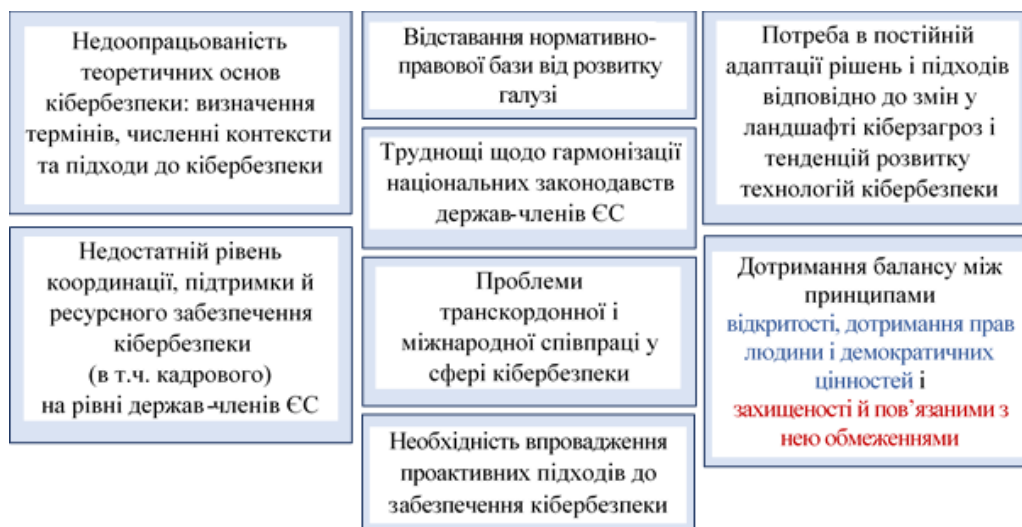 Недоопрацьованість
теоретичних основ
кібербезпеки: визначення
термінів, численні контексти
та підходи до кібербезпеки
Недостатній рівень
координації, підтримки й
ресурсного забезпечення
кібербезпеки
(в т.ч. кадрового)
на рівні держав-членів ЄС
Відставання нормативно-
правової бази від розвитку
галузі
Труднощі щодо гармонізації
національних законодавств
держав-членів ЄС
Проблеми
транскордонної і
міжнародної співпраці у
сфері кібербезпеки
Необхідність впровадження
проактивних підходів до
забезпечення кібербезпеки
Потреба в постійній
адаптації рішень і підходів
відповідно до змін у
ландшафті кіберзагроз і
тенденцій розвитку
технологій кібербезпеки
Дотримання балансу між
принципами
відкритості, дотримання прав
людини і демократичних
цінностей і
захищеності й пов’язаними з
нею обмеженнями